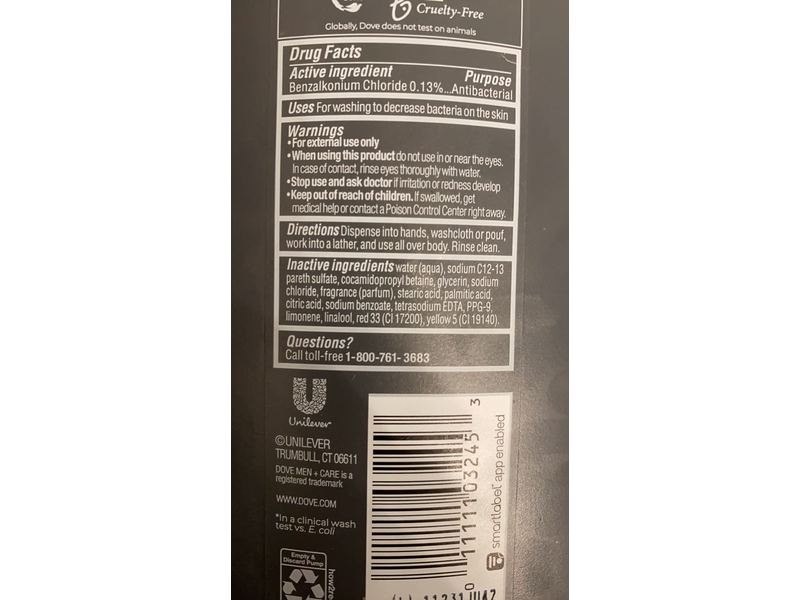 Cruelty-Free
Globally, Dove does not test on animals
Drug Facts
Active ingredient Purpose
Benzalkonium Chloride 0.13%...Antibacterial
Uses For washing to decrease bacteria on the skin
Warnings
•For external use only
•When using this product do not use in or near the eyes.
In case of contact, rinse eyes thoroughly with water.
•Stop use and ask doctor if irritation or redness develop
•Keep out of reach of children. If swallowed, get
medical help or contact a Poison Control Center right away.
Directions Dispense into hands, washcloth or pouf,
work into a lather, and use all over body. Rinse clean.
Inactive ingredients water (aqua), sodium C12-13
pareth sulfate, cocamidopropyl betaine, glycerin, sodium
chloride, fragrance (parfum), stearic acid, palmitic acid,
citric acid, sodium benzoate, tetrasodium EDTA, PPG-9,
limonene, linalool, red 33 (CI 17200), yellow 5 (CI 19140).
Questions?
Call toll-free 1-800-761-3683
Unilever
©UNILEVER
TRUMBULL, CT 06611
DOVE MEN + CARE is a
registered trademark
WWW.DOVE.COM
*in a clinical wash
test vs. E. coli
Empty &
Discard Pump
0 11111 03245 3
smartlabel app enabled